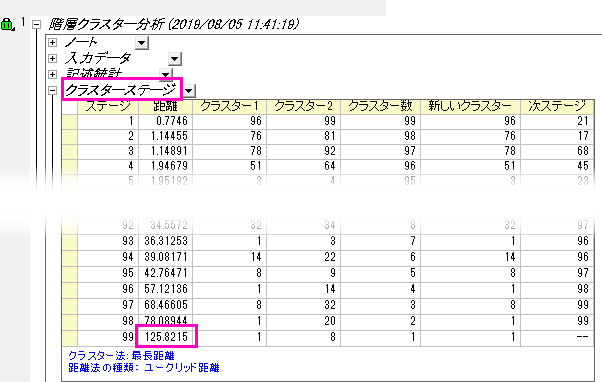 1 階層クラスター分析 (2019/08/05 11:41:19)
ノート
入力データ
記述統計
クラスターステージ
ステージ 距離 クラスター1 クラスター2 クラスター数 新しいクラスター 次ステージ
1 0.7746 96 99 99 96 21
2 1.14455 76 81 98 76 17
3 1.14891 78 92 97 78 68
4 1.94679 51 64 96 51 45
5 1.95192 3 4 95 3 23
92 34.5572 32 34 8 32 97
93 36.31253 1 3 7 1 96
94 39.08171 14 22 6 14 96
95 42.76471 8 9 5 8 97
96 57.12136 1 14 4 1 98
97 68.46605 8 32 3 8 99
98 78.08944 1 20 2 1 99
99 125.8215 1 8 1 1 --
クラスター法: 最長距離
距離法の種類: ユークリッド距離